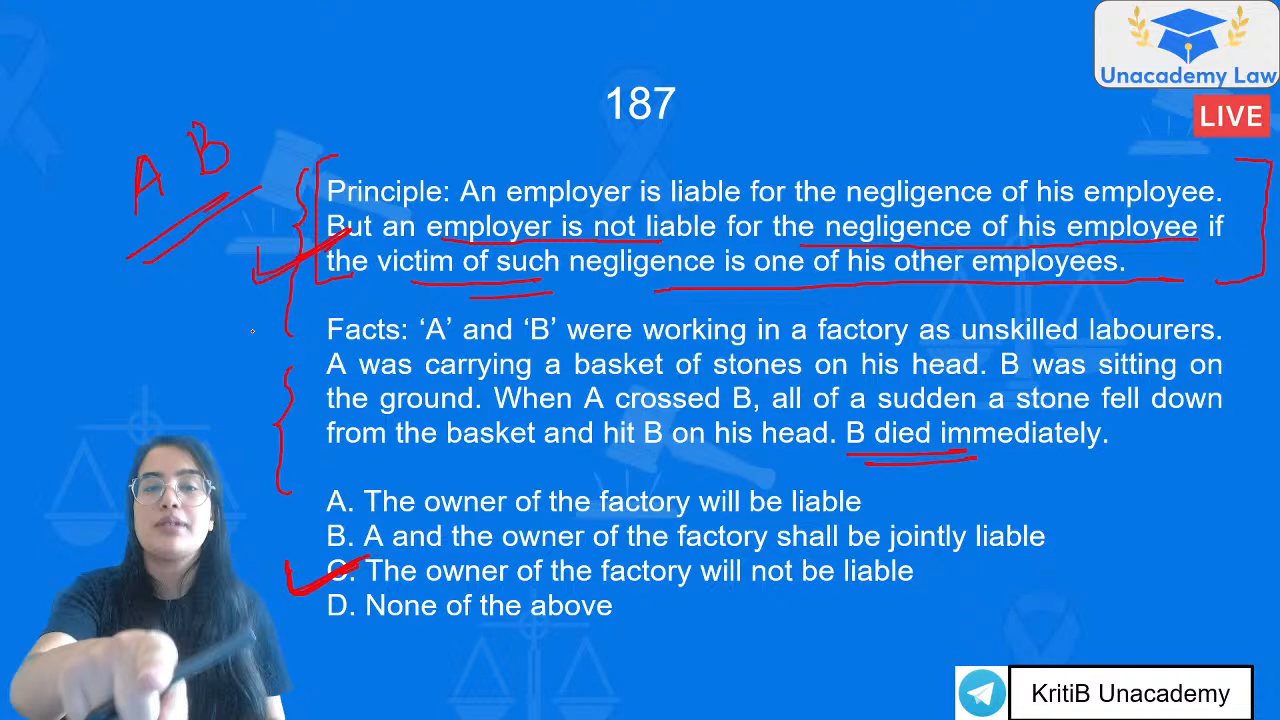 Unacademy Law
LIVE
187
A B
Principle: An employer is liable for the negligence of his employee.
But an employer is not liable for the negligence of his employee if
the victim of such negligence is one of his other employees.
Facts: ‘A’ and ‘B’ were working in a factory as unskilled labourers.
A was carrying a basket of stones on his head. B was sitting on
the ground. When A crossed B, all of a sudden a stone fell down
from the basket and hit B on his head. B died immediately.
A. The owner of the factory will be liable
B. A and the owner of the factory shall be jointly liable
C. The owner of the factory will not be liable
D. None of the above
KritiB Unacademy